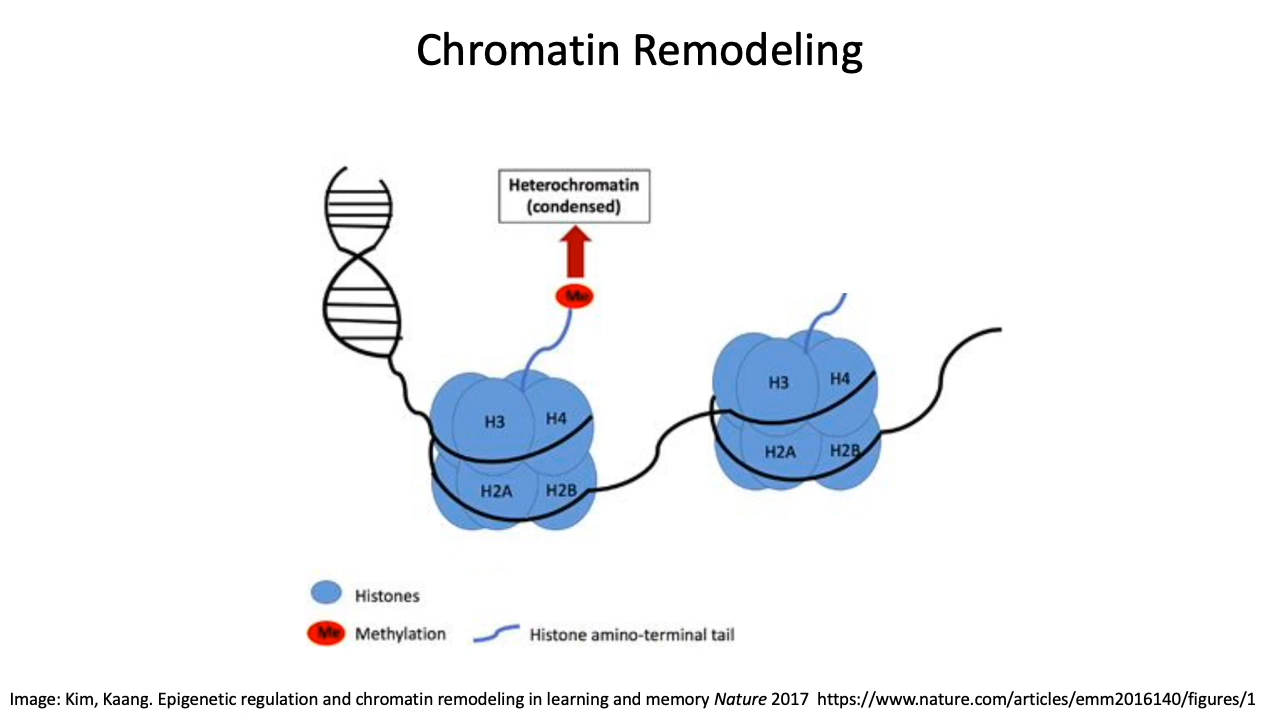 Chromatin Remodeling
Heterochromatin
(condensed)
Me
H3
H4
H2A
H2B
H3
H4
H2A
H2B
Histones
Me
Methylation
Histone amino-terminal tail
Image: Kim, Kaang. Epigenetic regulation and chromatin remodeling in learning and memory Nature 2017 https://www.nature.com/articles/emm2016140/figures/1